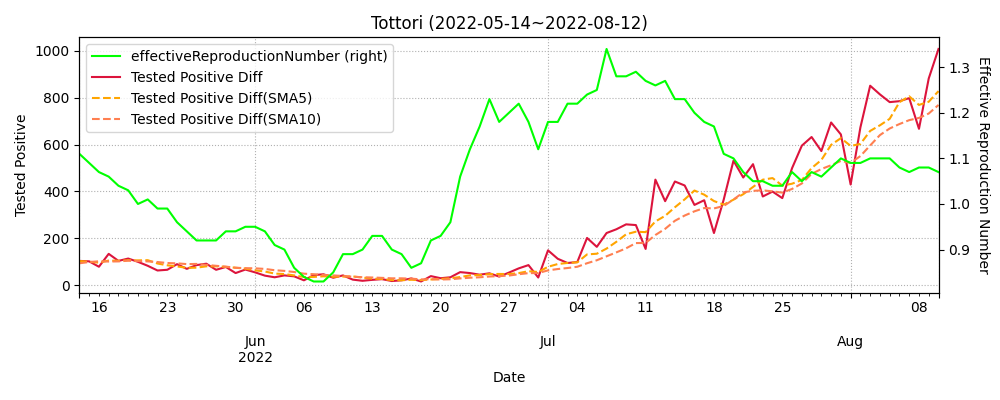 Tottori (2022-05-14~2022-08-12)
effectiveReproductionNumber (right)
Tested Positive Diff
Tested Positive Diff(SMA5)
Tested Positive Diff(SMA10)
Tested Positive
1000
800
600
400
200
0
Effective Reproduction Number
1.3
1.2
1.1
1.0
0.9
16 23 30 06 13 20 27 04 11 18 25 08
Jun Jul Aug
2022
Date